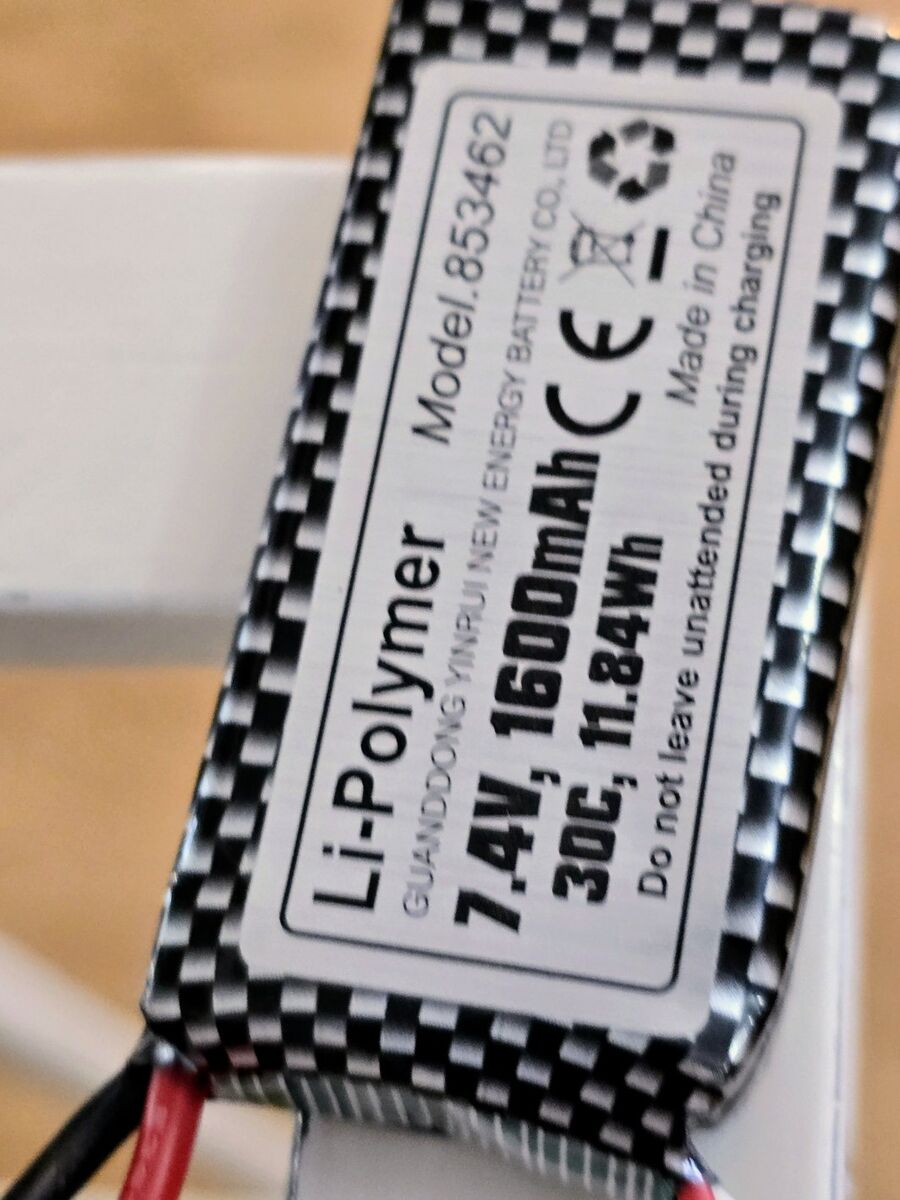 Li-Polymer Model.853462
GUANDDONG YINRUI NEW ENERGY BATTERY CO., LTD
7.4V, 1600mAh CE
30C, 11.84Wh Made in China
Do not leave unattended during charging